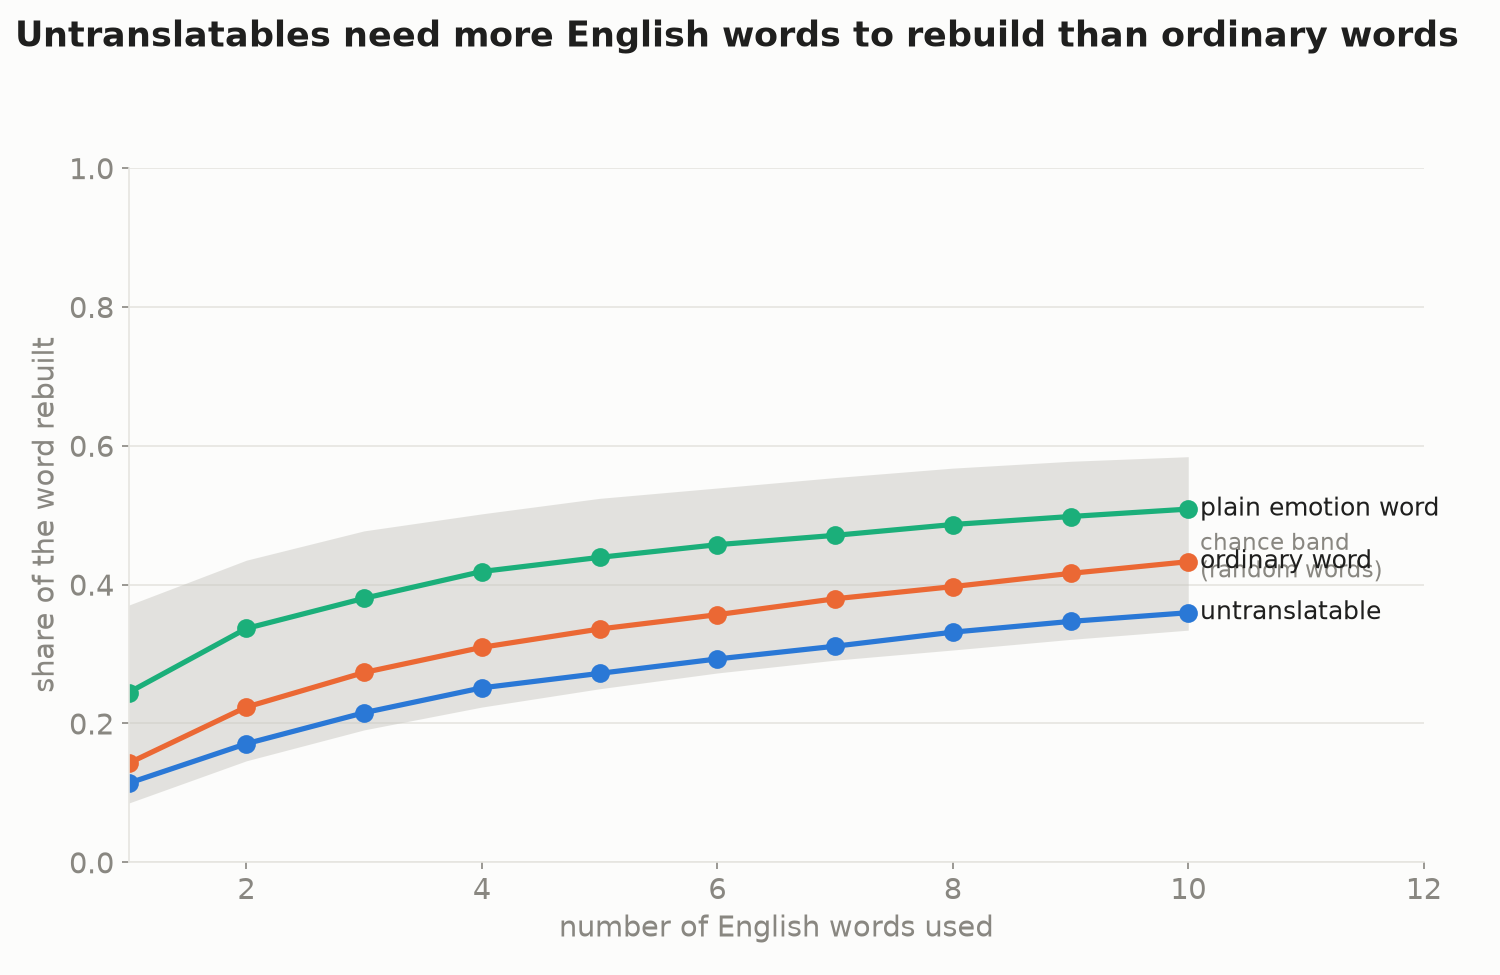 Untranslatables need more English words to rebuild than ordinary words
share of the word rebuilt
1.0
0.8
0.6
0.4
0.2
0.0
plain emotion word
chance band
ordinary word
(random words)
untranslatable
2
4
6
8
10
12
number of English words used